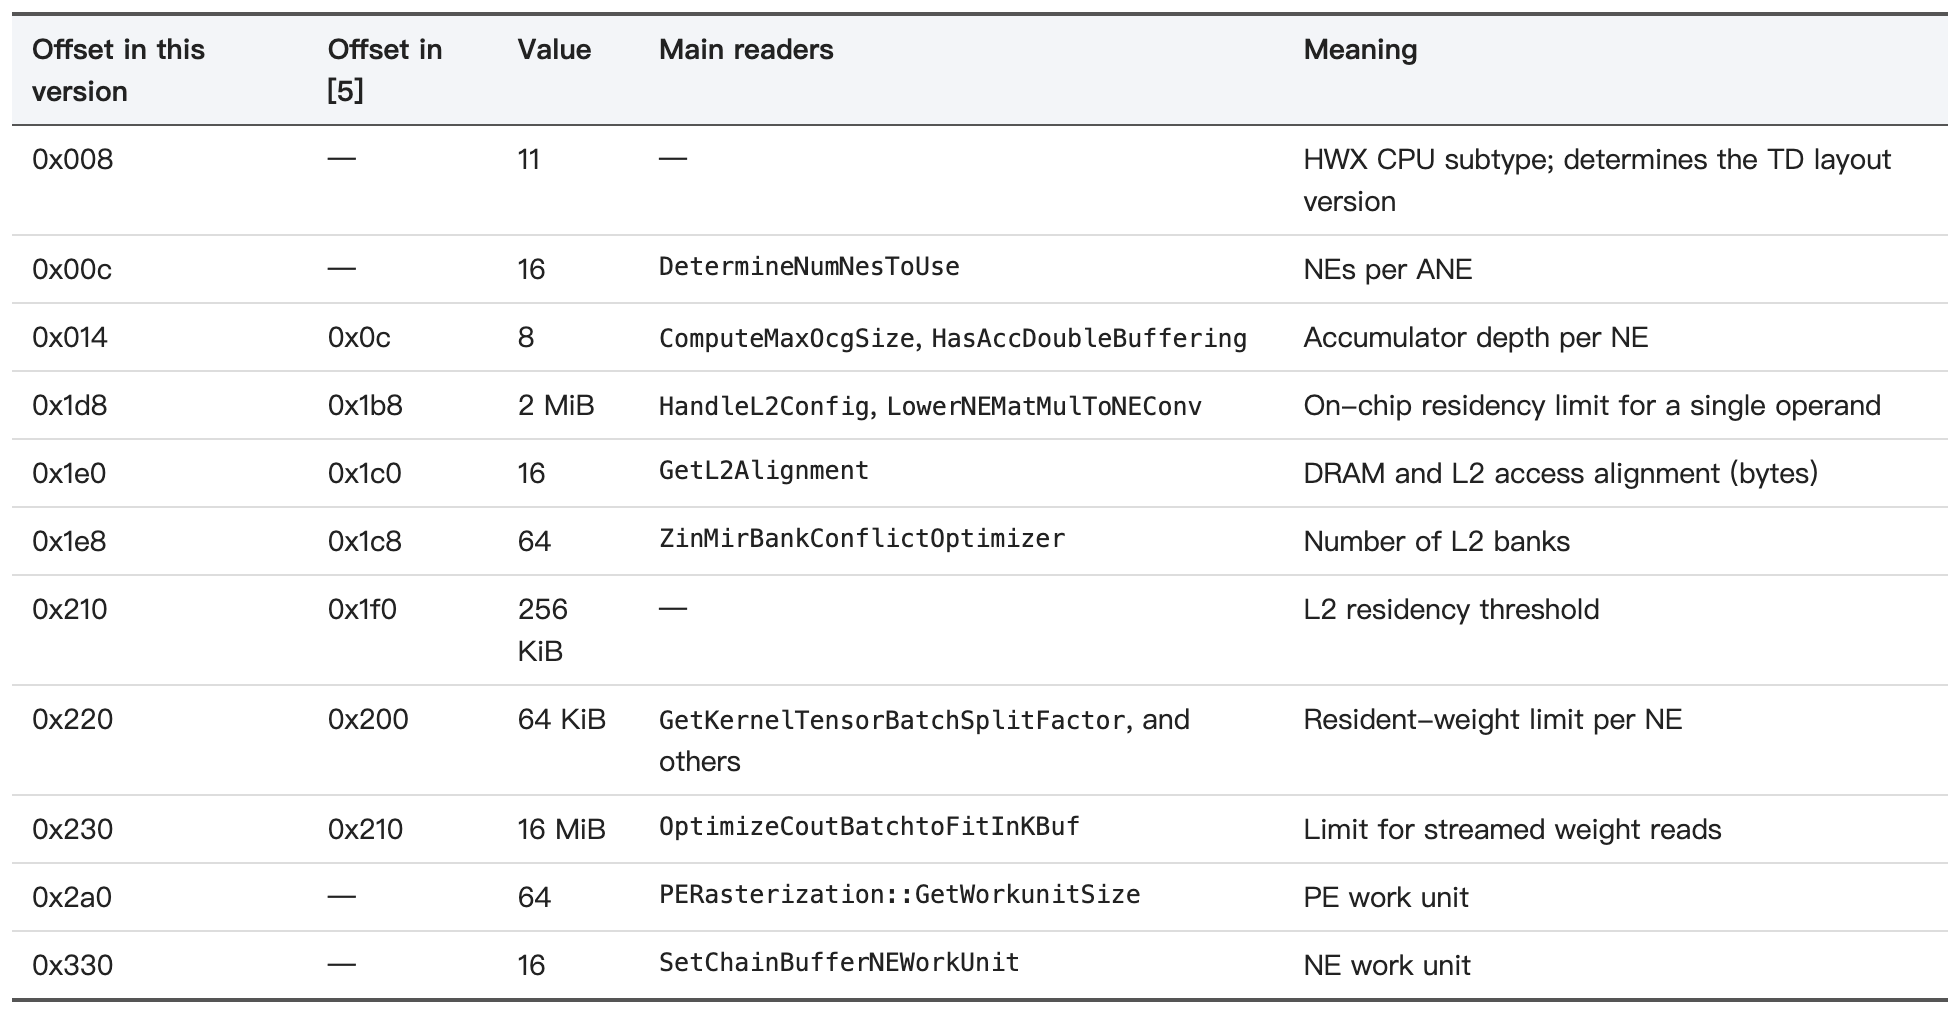 Offset in this version | Offset in [5] | Value | Main readers | Meaning
0x008 | — | 11 | — | HWX CPU subtype; determines the TD layout version
0x00c | — | 16 | DetermineNumNesToUse | NEs per ANE
0x014 | 0x0c | 8 | ComputeMaxOcgSize, HasAccDoubleBuffering | Accumulator depth per NE
0x1d8 | 0x1b8 | 2 MiB | HandleL2Config, LowerNEMatMulToNEConv | On-chip residency limit for a single operand
0x1e0 | 0x1c0 | 16 | GetL2Alignment | DRAM and L2 access alignment (bytes)
0x1e8 | 0x1c8 | 64 | ZinMirBankConflictOptimizer | Number of L2 banks
0x210 | 0x1f0 | 256 KiB | — | L2 residency threshold
0x220 | 0x200 | 64 KiB | GetKernelTensorBatchSplitFactor, and others | Resident-weight limit per NE
0x230 | 0x210 | 16 MiB | OptimizeCoutBatchtoFitInKBuf | Limit for streamed weight reads
0x2a0 | — | 64 | PERasterization::GetWorkunitSize | PE work unit
0x330 | — | 16 | SetChainBufferNEWorkUnit | NE work unit